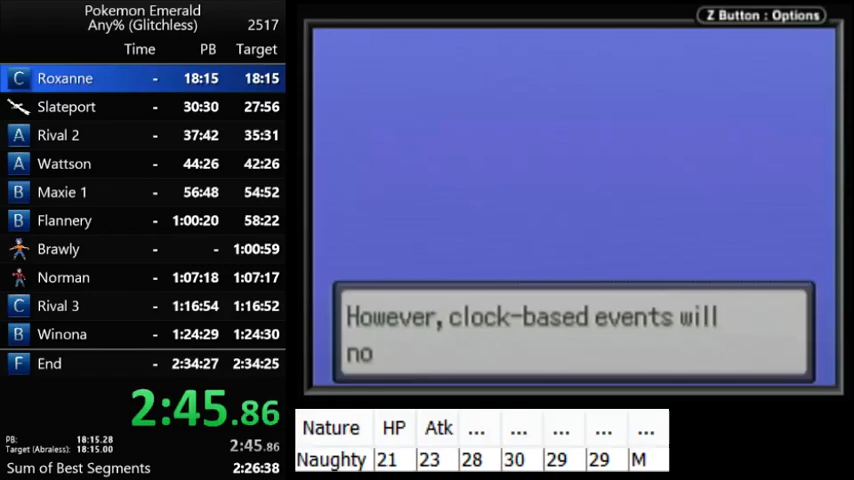 Pokemon Emerald
Any% (Glitchless) 2517
Time PB Target
C Roxanne - 18:15 18:15
Slateport - 30:30 27:56
A Rival 2 - 37:42 35:31
A Wattson - 44:26 42:26
B Maxie 1 - 56:48 54:52
B Flannery - 1:00:20 58:22
Brawly - - 1:00:59
Norman - 1:07:18 1:07:17
C Rival 3 - 1:16:54 1:16:52
B Winona - 1:24:29 1:24:30
F End - 2:34:27 2:34:25
2:45.86
PB: 18:15.28
Target (Abraless): 18:15.00
2:45.86
Sum of Best Segments 2:26:38
Z Button : Options
However, clock-based events will
no
Nature HP Atk ... ... ... ... ...
Naughty 21 23 28 30 29 29 M